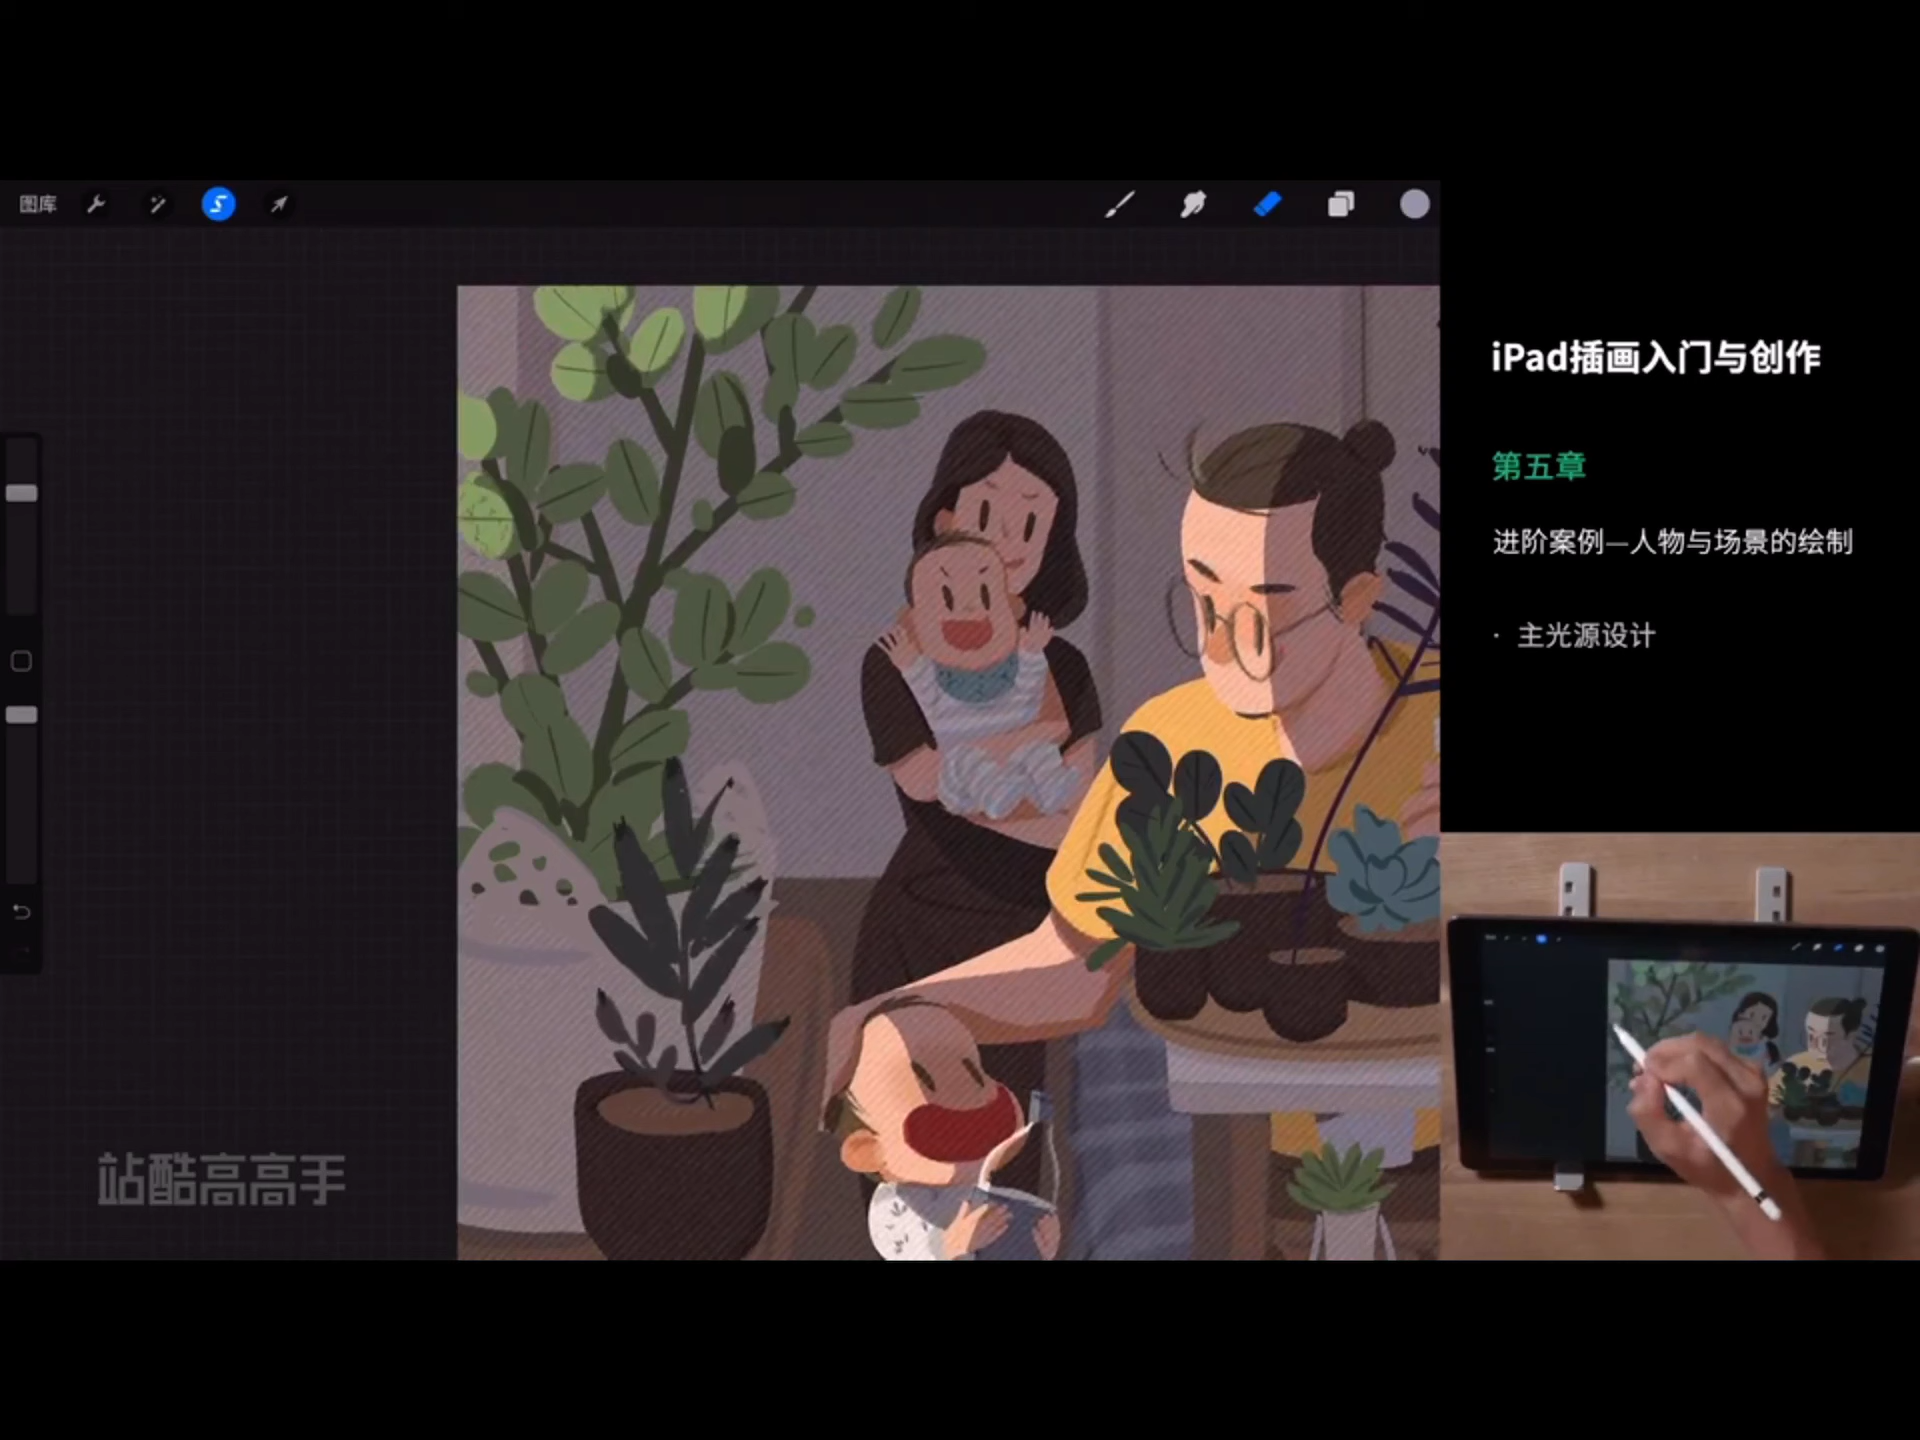 图库
iPad插画入门与创作
第五章
进阶案例—人物与场景的绘制
· 主光源设计
站酷高高手